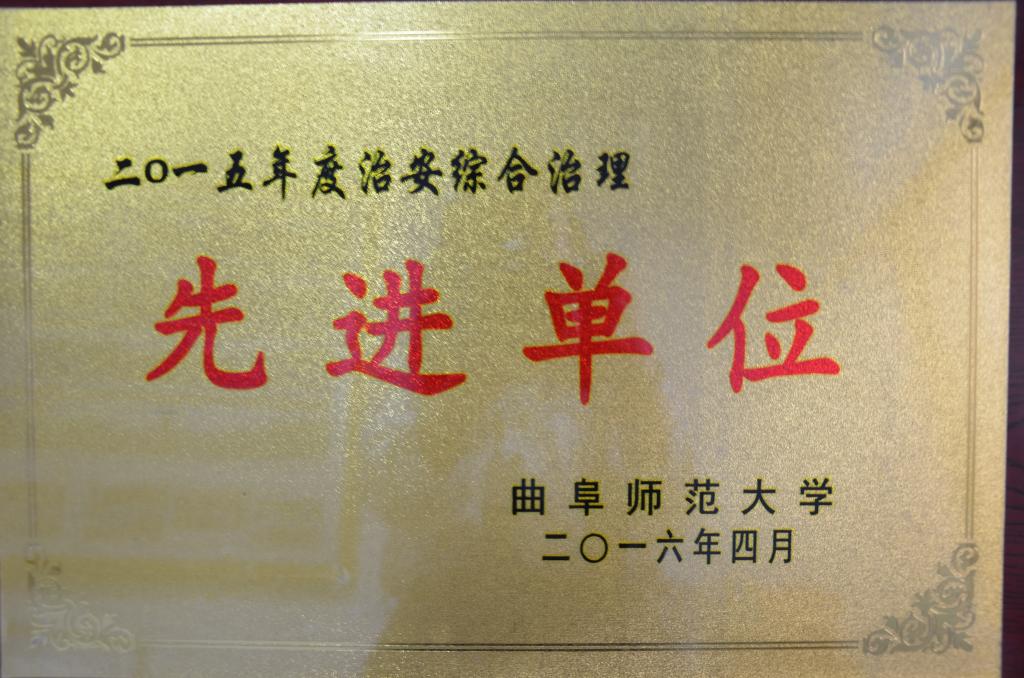 二〇一五年度治安综合治理
先进单位
曲阜师范大学
二〇一六年四月